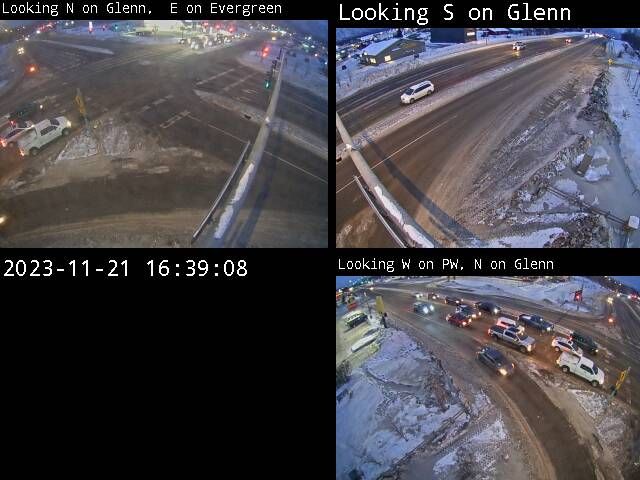 Looking N on Glenn,  E on Evergreen
Looking S on Glenn
2023-11-21 16:39:08
Looking W on PW, N on Glenn